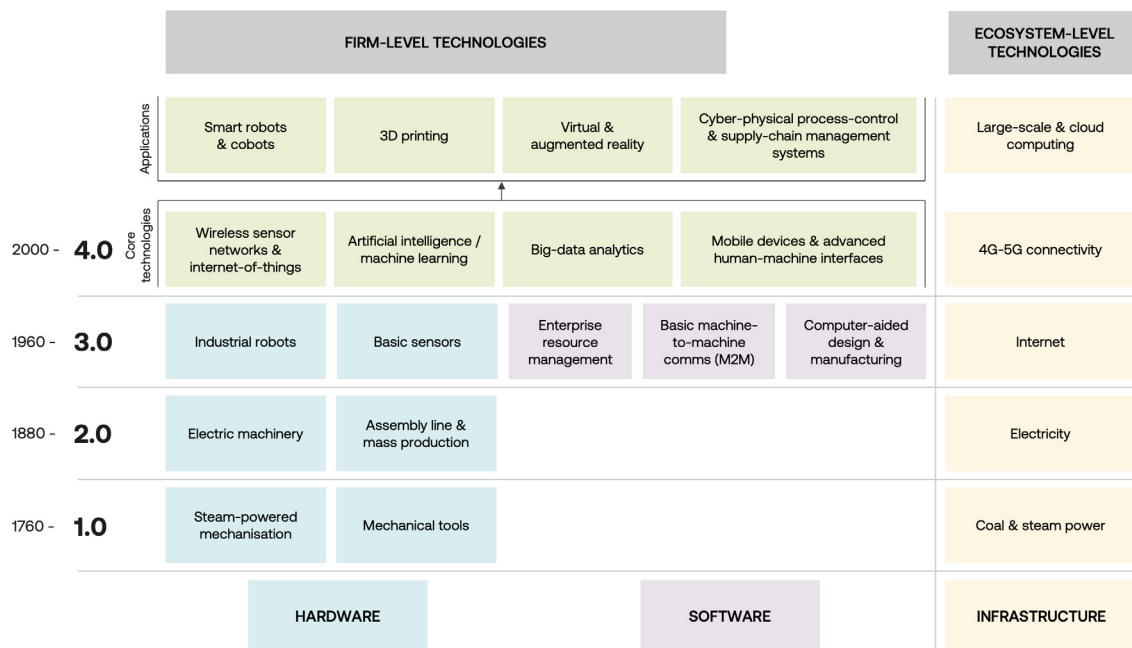 FIRM-LEVEL TECHNOLOGIES
ECOSYSTEM-LEVEL
TECHNOLOGIES
Applications
Smart robots
& cobots
3D printing
Virtual &
augmented reality
Cyber-physical process-control
& supply-chain management
systems
Large-scale & cloud
computing
2000 - 4.0
Core
technologies
Wireless sensor
networks &
internet-of-things
Artificial intelligence /
machine learning
Big-data analytics
Mobile devices & advanced
human-machine interfaces
4G-5G connectivity
1960 - 3.0
Industrial robots
Basic sensors
Enterprise
resource
management
Basic machine-
to-machine
comms (M2M)
Computer-aided
design &
manufacturing
Internet
1880 - 2.0
Electric machinery
Assembly line &
mass production
Electricity
1760 - 1.0
Steam-powered
mechanisation
Mechanical tools
Coal & steam power
HARDWARE
SOFTWARE
INFRASTRUCTURE